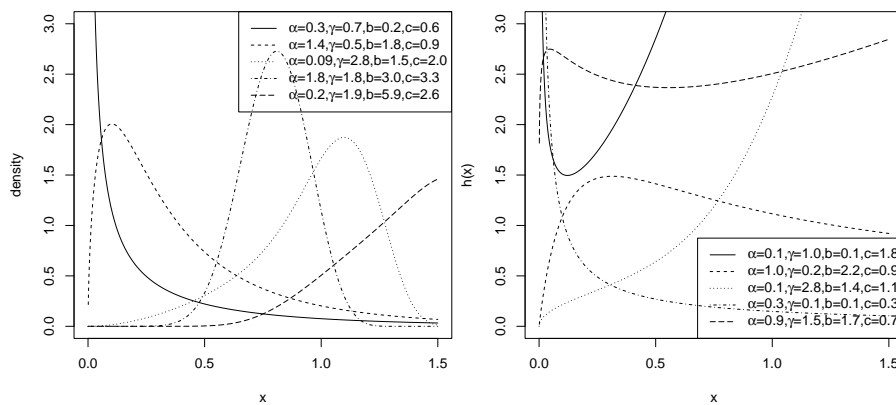 3.0
2.5
2.0
1.5
1.0
0.5
0.0
density
α=0.3,γ=0.7,b=0.2,c=0.6
α=1.4,γ=0.5,b=1.8,c=0.9
α=0.09,γ=2.8,b=1.5,c=2.0
α=1.8,γ=1.8,b=3.0,c=3.3
α=0.2,γ=1.9,b=5.9,c=2.6
0.0 0.5 1.0 1.5
x
3.0
2.5
2.0
1.5
1.0
0.5
0.0
h(x)
α=0.1,γ=1.0,b=0.1,c=1.8
α=1.0,γ=0.2,b=2.2,c=0.9
α=0.1,γ=2.8,b=1.4,c=1.1
α=0.3,γ=0.1,b=0.1,c=0.3
α=0.9,γ=1.5,b=1.7,c=0.7
0.0 0.5 1.0 1.5
x